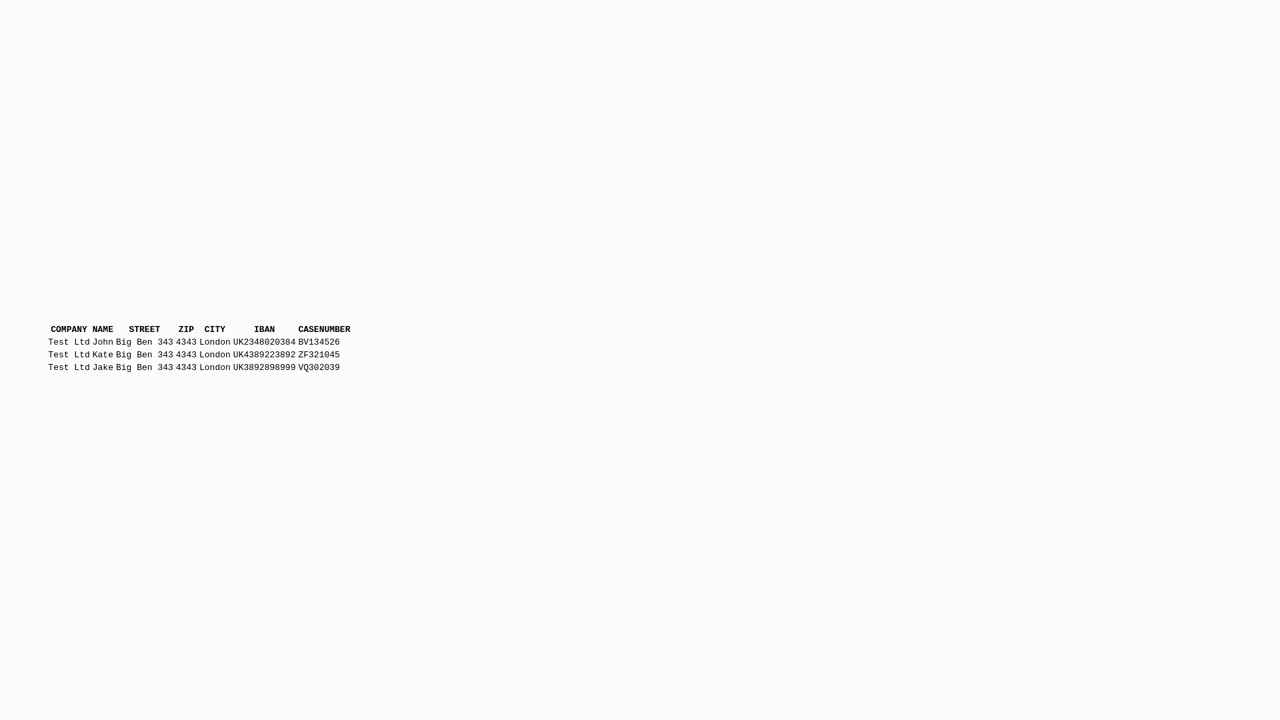 COMPANY NAME STREET ZIP CITY IBAN CASENUMBER
Test Ltd John Big Ben 343 4343 London UK2348020384 BV134526
Test Ltd Kate Big Ben 343 4343 London UK4389223892 ZF321045
Test Ltd Jake Big Ben 343 4343 London UK3892898999 VQ302039